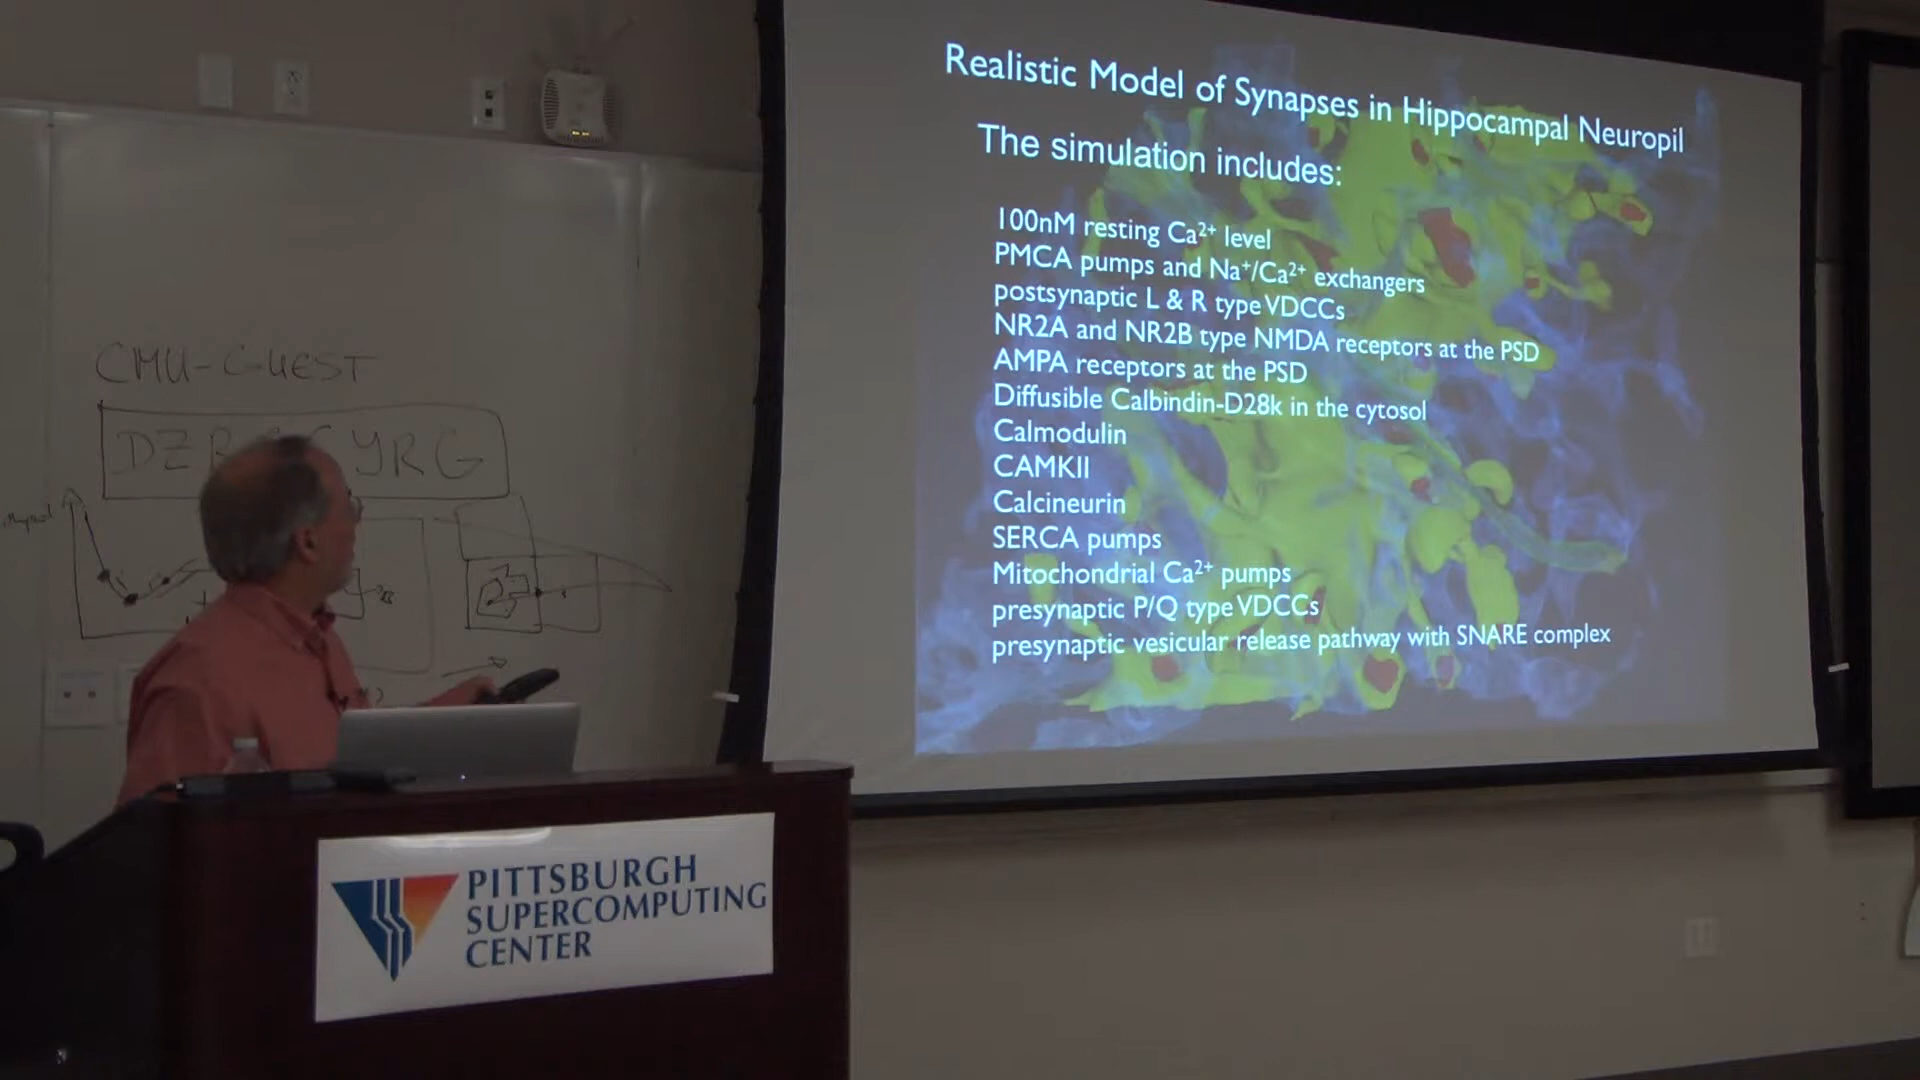 Realistic Model of Synapses in Hippocampal Neuropil
The simulation includes:
100nM resting Ca²⁺ level
PMCA pumps and Na⁺/Ca²⁺ exchangers
postsynaptic L & R type VDCCs
NR2A and NR2B type NMDA receptors at the PSD
AMPA receptors at the PSD
Diffusible Calbindin-D28k in the cytosol
Calmodulin
CAMKII
Calcineurin
SERCA pumps
Mitochondrial Ca²⁺ pumps
presynaptic P/Q type VDCCs
presynaptic vesicular release pathway with SNARE complex
CMU-GUEST
PITTSBURGH
SUPERCOMPUTING
CENTER